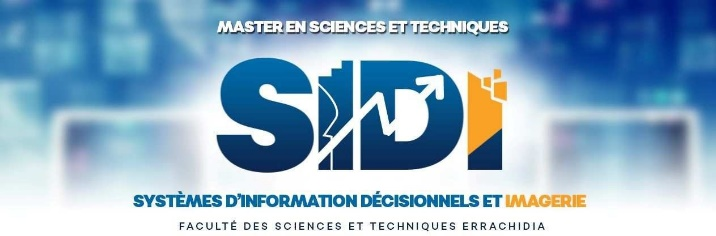 MASTER EN SCIENCES ET TECHNIQUES
SIDI
SYSTÈMES D'INFORMATION DÉCISIONNELS ET IMAGERIE
FACULTÉ DES SCIENCES ET TECHNIQUES ERRACHIDIA